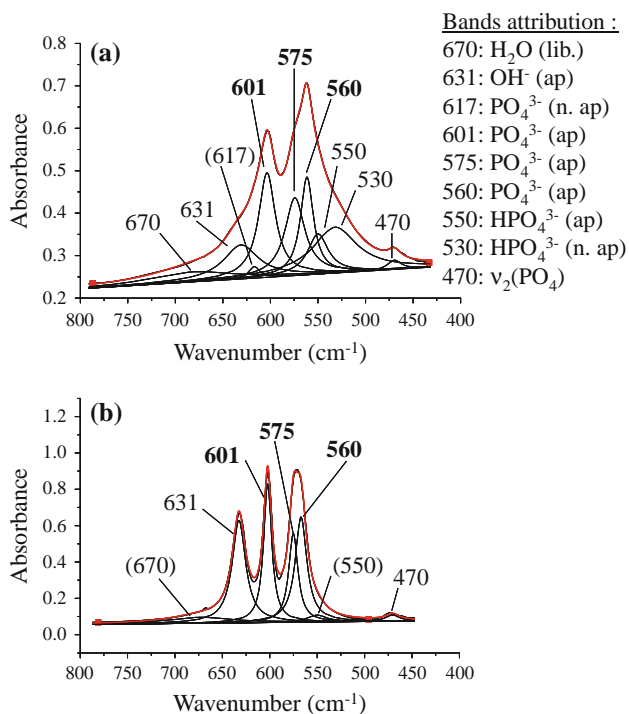 Bands attribution :
670: H₂O (lib.)
631: OH⁻ (ap)
617: PO₄³⁻ (n. ap)
601: PO₄³⁻ (ap)
575: PO₄³⁻ (ap)
560: PO₄³⁻ (ap)
550: HPO₄³⁻ (ap)
530: HPO₄³⁻ (n. ap)
470: ν₂(PO₄)
(a)
575
601
560
(617)
550
631
530
670
470
Absorbance
0.8
0.7
0.6
0.5
0.4
0.3
0.2
800 750 700 650 600 550 500 450 400
Wavenumber (cm⁻¹)
(b)
575
601
560
631
(670)
(550)
470
Absorbance
1.2
1.0
0.8
0.6
0.4
0.2
0.0
800 750 700 650 600 550 500 450 400
Wavenumber (cm⁻¹)